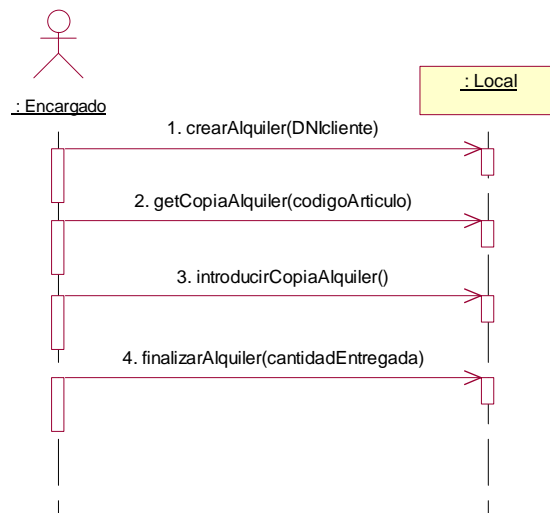 : Encargado
: Local
1. crearAlquiler(DNIcliente)
2. getCopiaAlquiler(codigoArticulo)
3. introducirCopiaAlquiler()
4. finalizarAlquiler(cantidadEntregada)